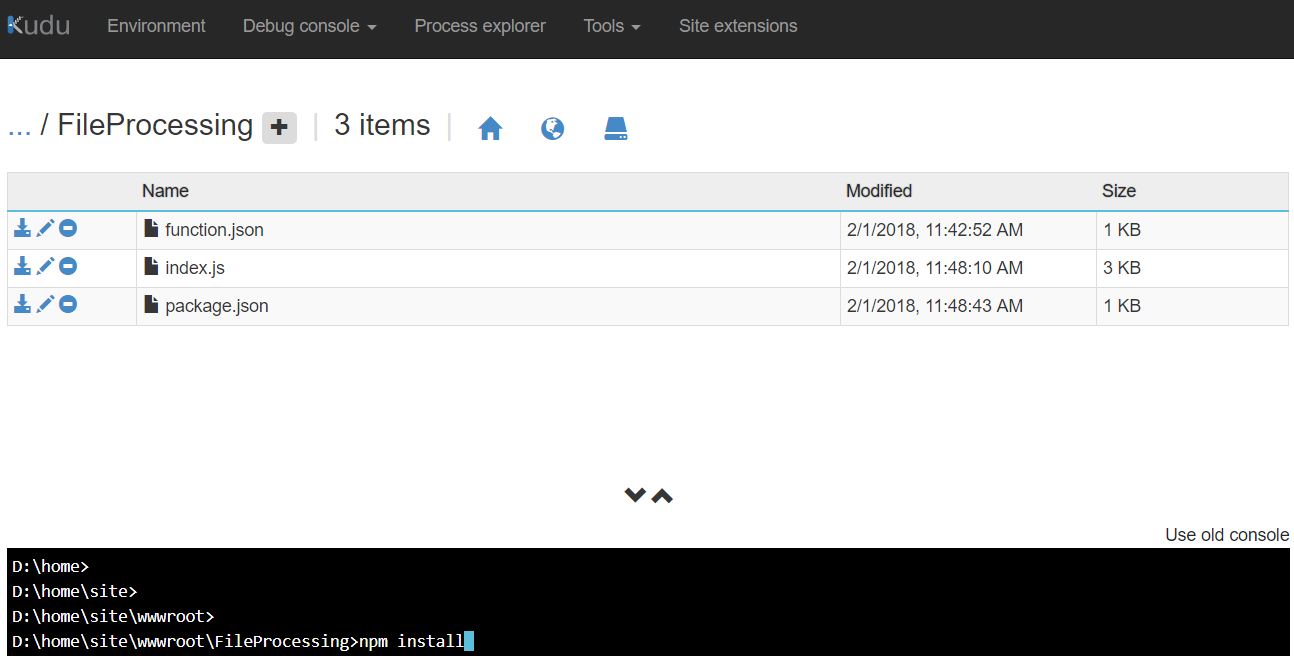 Kudu Environment Debug console Process explorer Tools Site extensions
... / FileProcessing + | 3 items |
Name Modified Size
function.json 2/1/2018, 11:42:52 AM 1 KB
index.js 2/1/2018, 11:48:10 AM 3 KB
package.json 2/1/2018, 11:48:43 AM 1 KB
Use old console
D:\home>
D:\home\site>
D:\home\site\wwwroot>
D:\home\site\wwwroot\FileProcessing>npm install